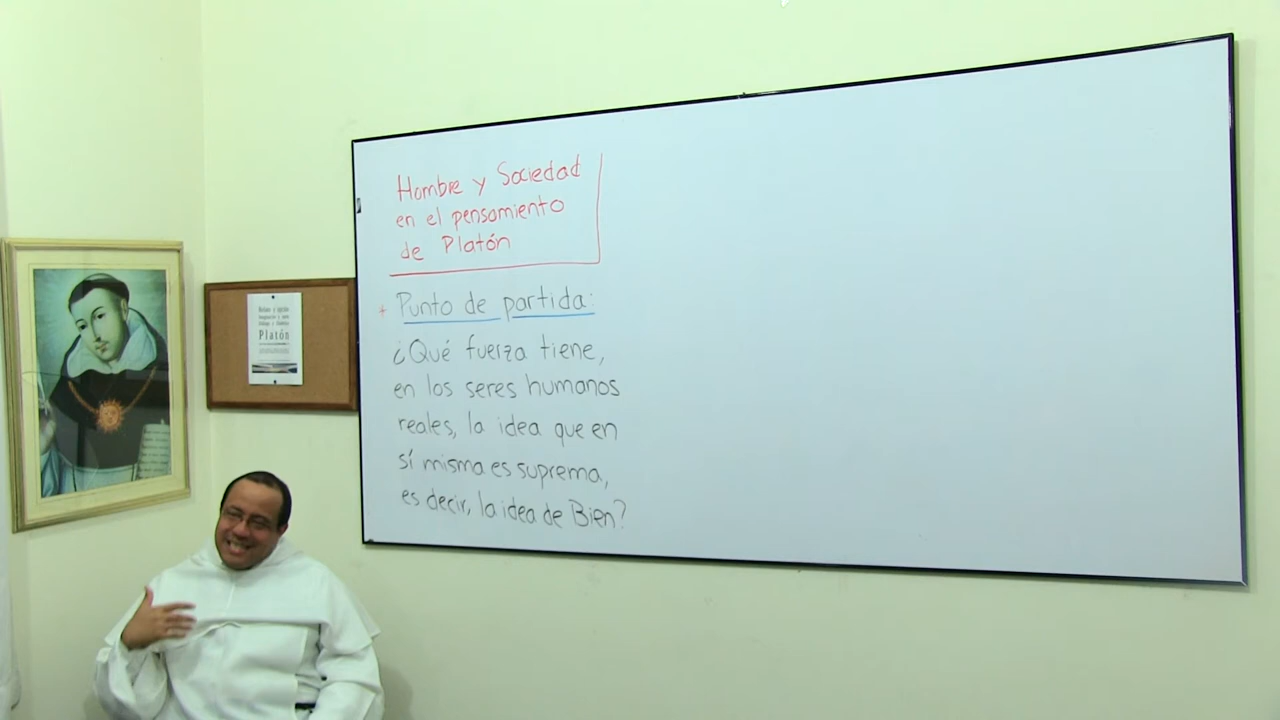 Hombre y Sociedad
en el pensamiento
de Platón
* Punto de partida:
¿Qué fuerza tiene,
en los seres humanos
reales, la idea que en
sí misma es suprema,
es decir, la idea de Bien?
Platón